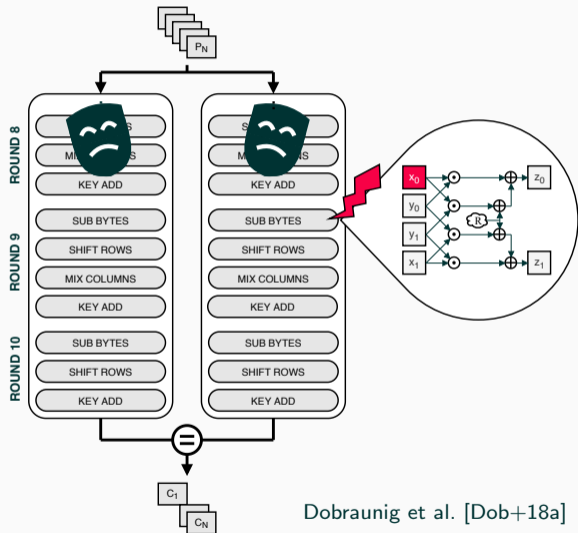 P_N
ROUND 8
KEY ADD
KEY ADD
ROUND 9
SUB BYTES
SHIFT ROWS
MIX COLUMNS
KEY ADD
SUB BYTES
SHIFT ROWS
MIX COLUMNS
KEY ADD
ROUND 10
SUB BYTES
SHIFT ROWS
KEY ADD
SUB BYTES
SHIFT ROWS
KEY ADD
x_0
y_0
y_1
x_1
R
z_0
z_1
=
C_1
C_N
Dobraunig et al. [Dob+18a]